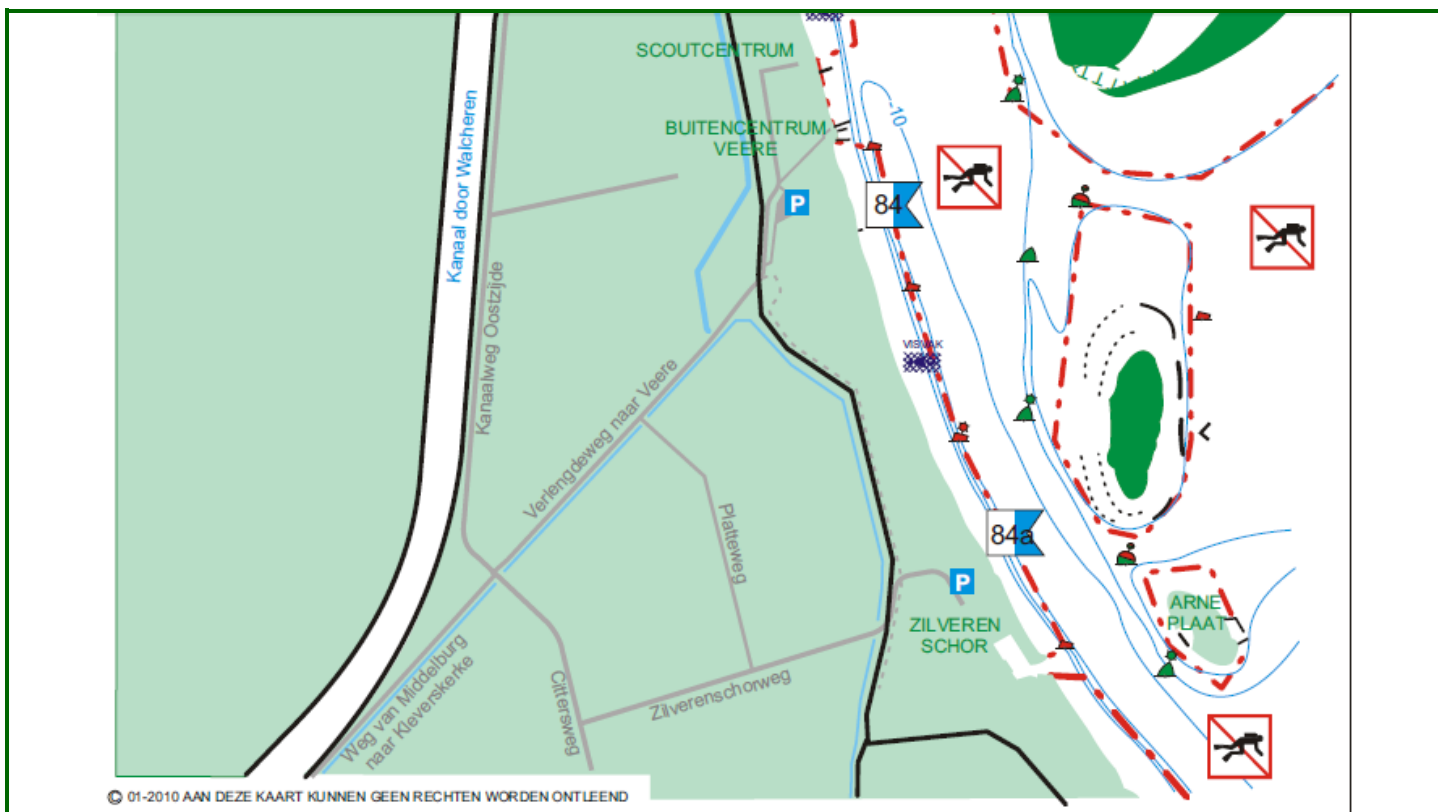 SCOUTCENTRUM
-10
BUITENCENTRUM
VEERE
Kanaal door Walcheren
P
84
Kanaalweg Oostzijde
VISVAK
Verlengdeweg naar Veere
Platteweg
84a
P
ARNE
PLAAT
ZILVEREN
SCHOR
Weg van Middelburg
naar Kleverskerke
Cittersweg
Zilverenschorweg
© 01-2010 AAN DEZE KAART KUNNEN GEEN RECHTEN WORDEN ONTLEEND